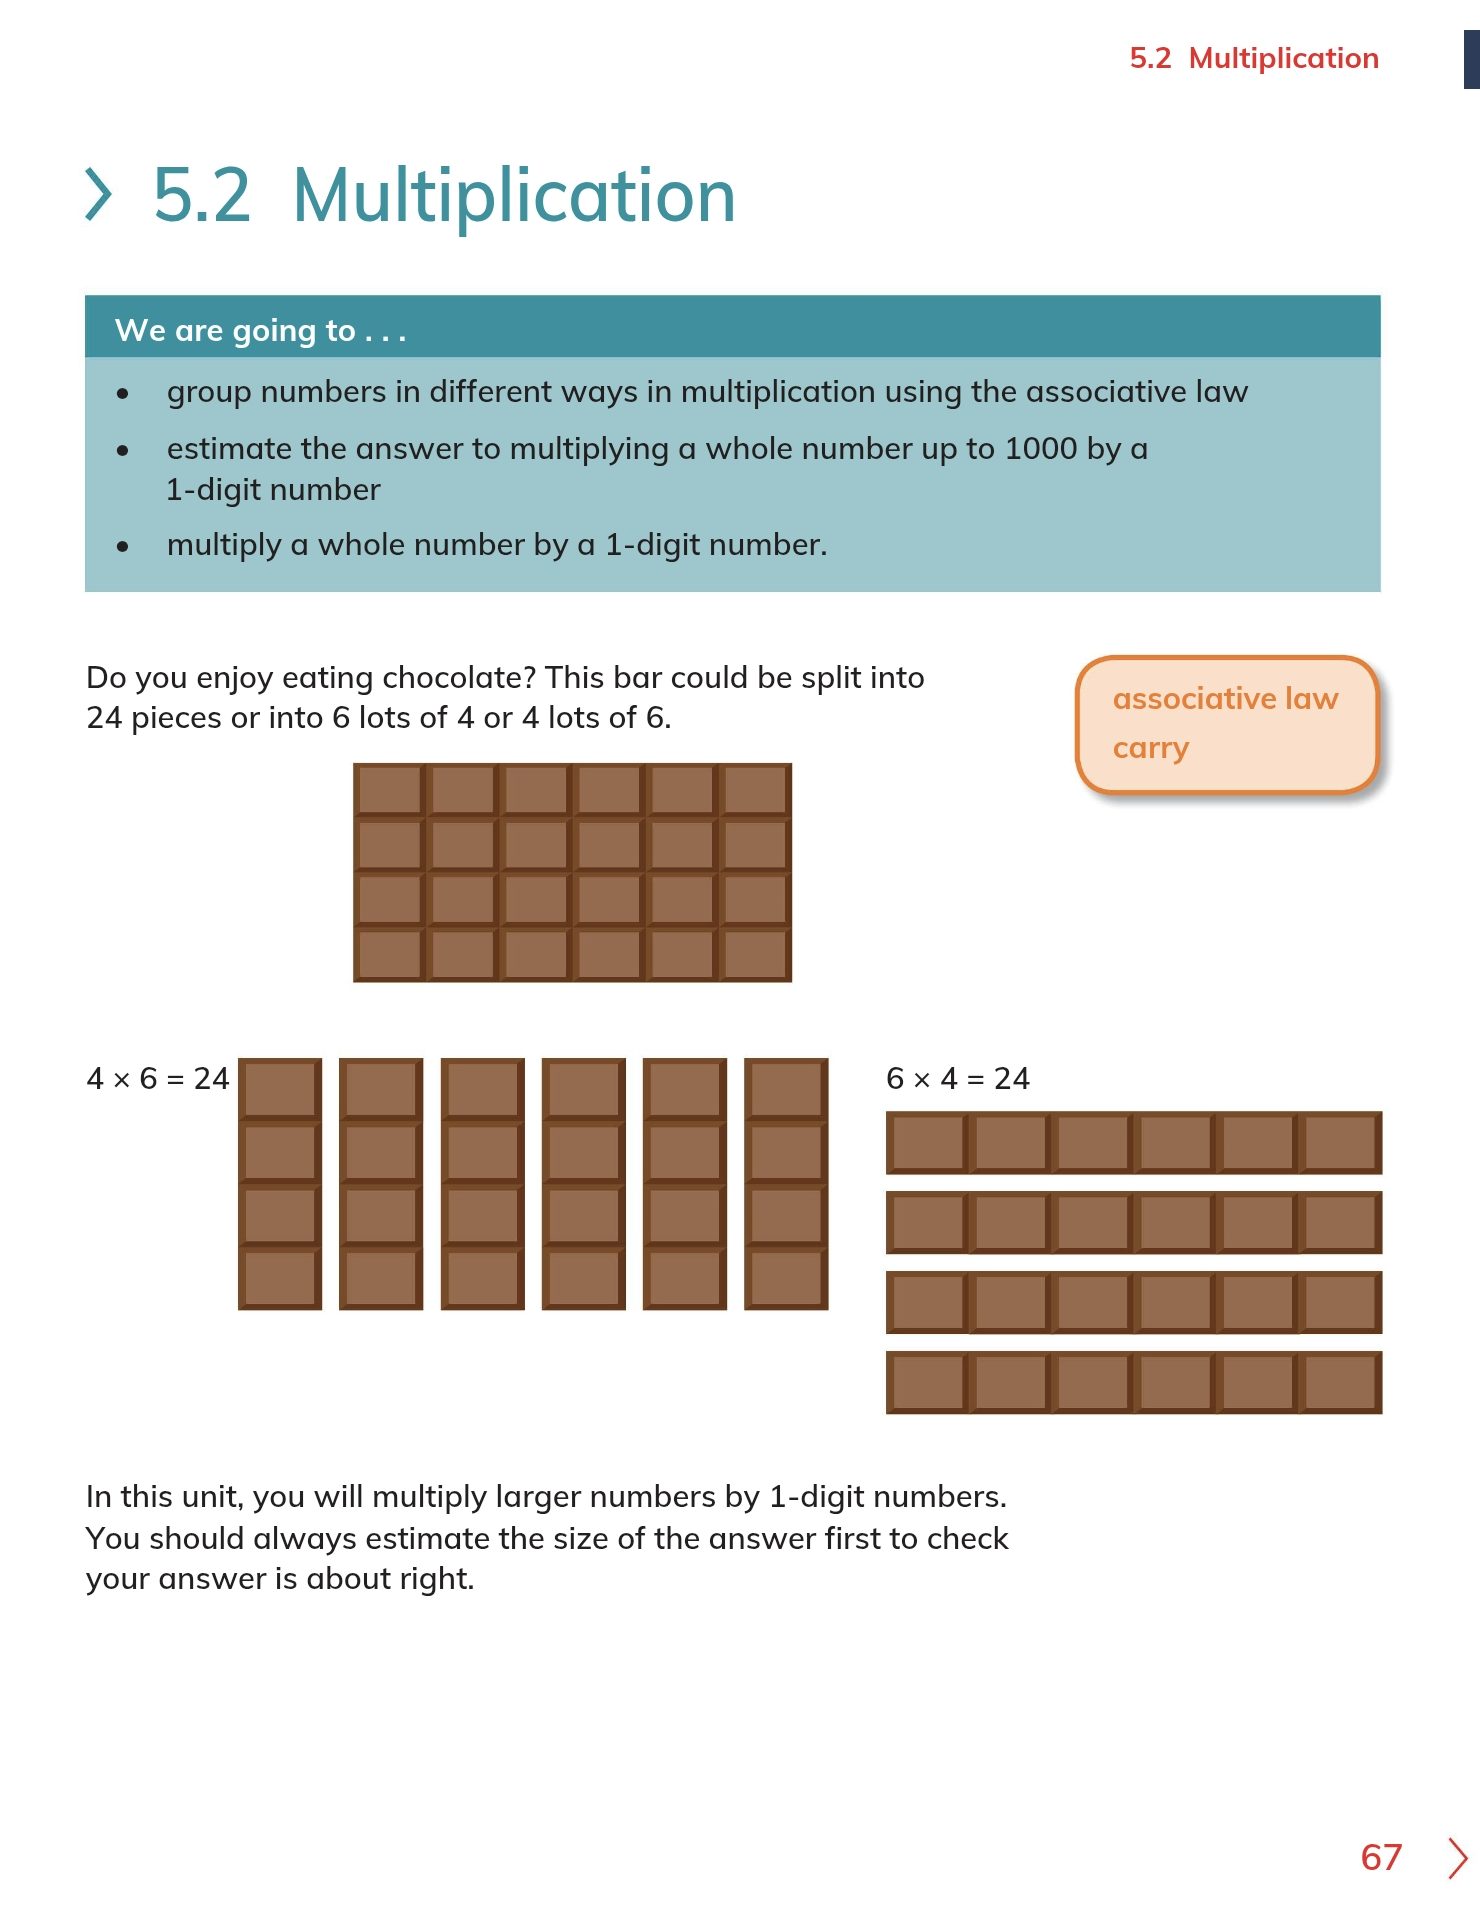 5.2 Multiplication
5.2 Multiplication
We are going to . . .
• group numbers in different ways in multiplication using the associative law
• estimate the answer to multiplying a whole number up to 1000 by a
1-digit number
• multiply a whole number by a 1-digit number.
Do you enjoy eating chocolate? This bar could be split into
24 pieces or into 6 lots of 4 or 4 lots of 6.
associative law
carry
4 × 6 = 24
6 × 4 = 24
In this unit, you will multiply larger numbers by 1-digit numbers.
You should always estimate the size of the answer first to check
your answer is about right.
67